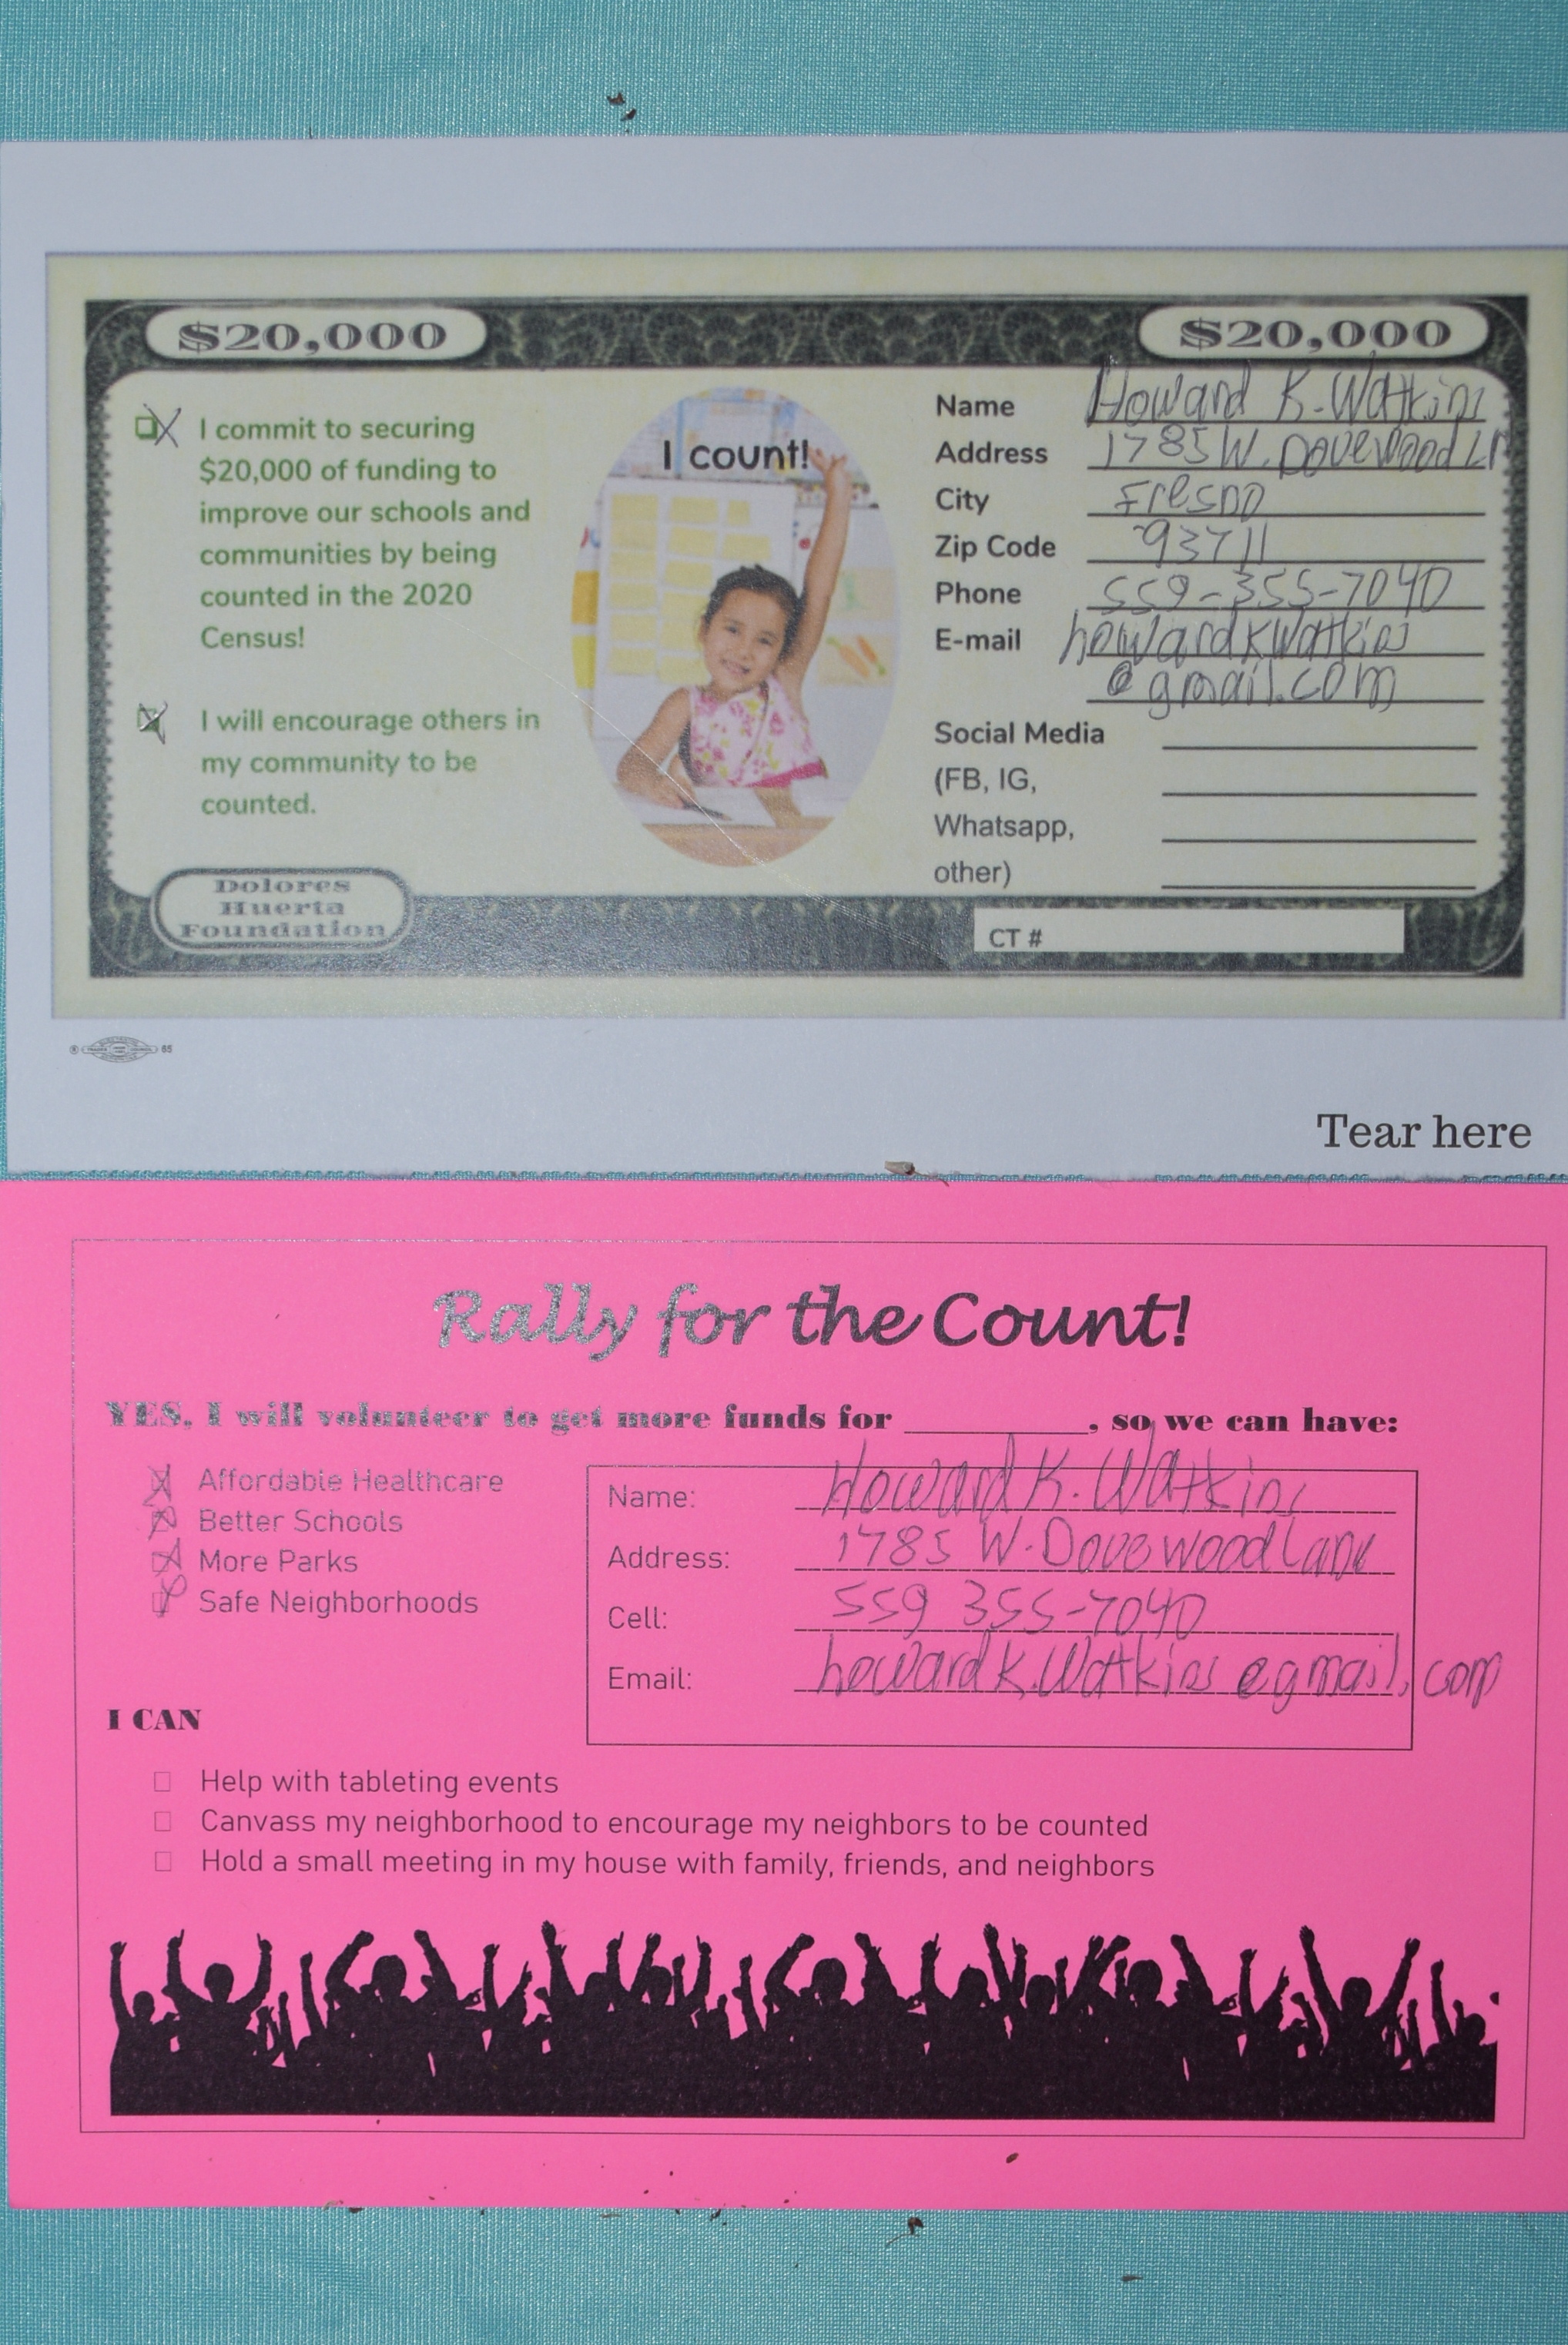 $20,000
$20,000
I commit to securing
$20,000 of funding to
improve our schools and
communities by being
counted in the 2020
Census!
I will encourage others in
my community to be
counted.
I count!
Name Howard K. Watkins
Address 1785 W. Dovewood Ln
City Fresno
Zip Code 93711
Phone 559-355-7040
E-mail howardkwatkins
@gmail.com
Social Media
(FB, IG,
Whatsapp,
other)
Dolores
Huerta
Foundation
CT #
65
Tear here
Rally for the Count!
YES, I will volunteer to get more funds for __________, so we can have:
Affordable Healthcare
Better Schools
More Parks
Safe Neighborhoods
Name: Howard K. Watkins
Address: 1785 W. Dovewood Lane
Cell: 559 355-7040
Email: howardkwatkins@gmail.com
I CAN
Help with tableting events
Canvass my neighborhood to encourage my neighbors to be counted
Hold a small meeting in my house with family, friends, and neighbors